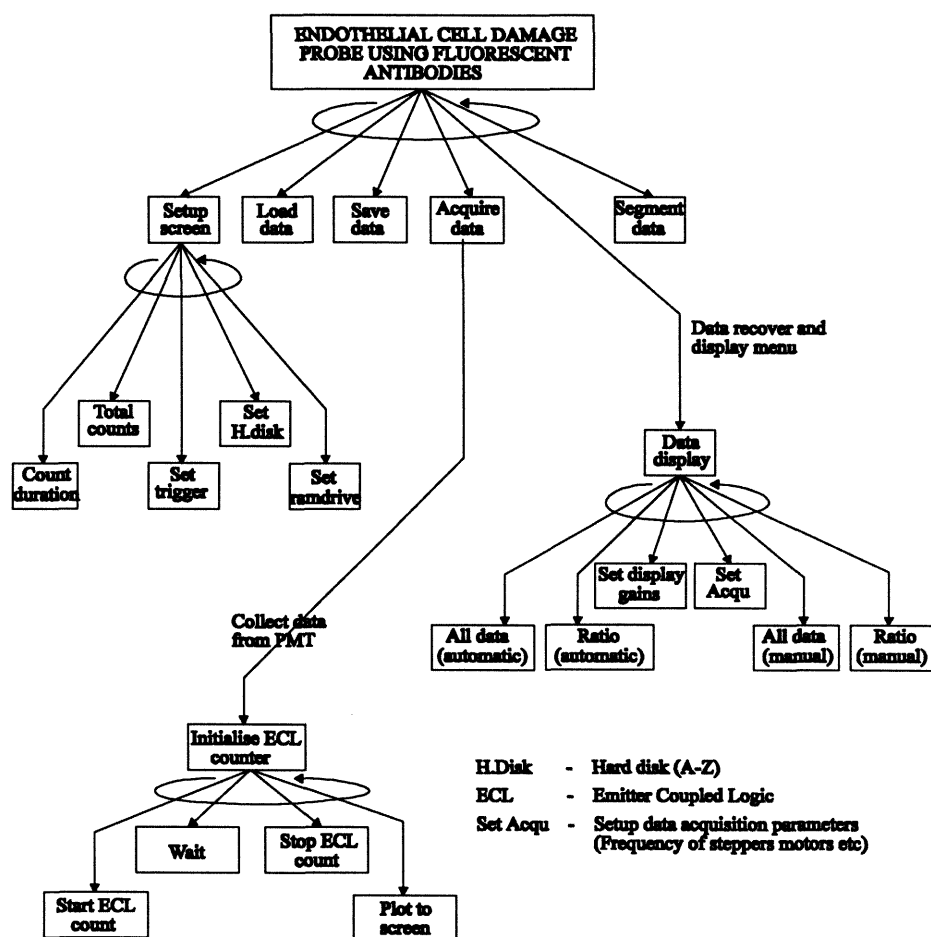 ENDOTHELIAL CELL DAMAGE
PROBE USING FLUORESCENT
ANTIBODIES
Setup
screen
Load
data
Save
data
Acquire
data
Segment
data
Data recover and
display menu
Total
counts
Set
H.disk
Count
duration
Set
trigger
Set
ramdrive
Data
display
Set display
gains
Set
Acqu
All data
(automatic)
Ratio
(automatic)
All data
(manual)
Ratio
(manual)
Collect data
from PMT
Initialise ECL
counter
Wait
Stop ECL
count
Start ECL
count
Plot to
screen
H.Disk - Hard disk (A-Z)
ECL - Emitter Coupled Logic
Set Acqu - Setup data acquisition parameters
(Frequency of steppers motors etc)